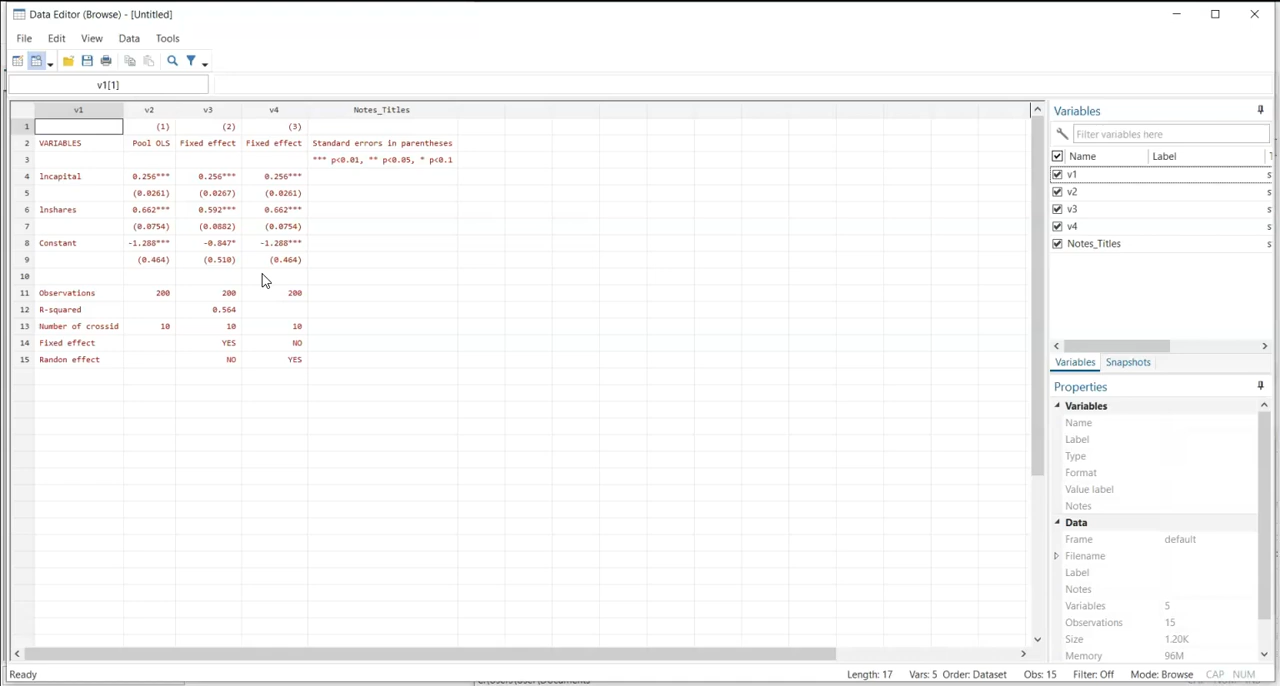 Data Editor (Browse) - [Untitled]
File Edit View Data Tools
v1[1]
v1 v2 v3 v4 Notes_Titles
1 (1) (2) (3)
2 VARIABLES Pool OLS Fixed effect Fixed effect Standard errors in parentheses
3 *** p<0.01, ** p<0.05, * p<0.1
4 lncapital 0.256*** 0.256*** 0.256***
5 (0.0261) (0.0267) (0.0261)
6 lnshares 0.662*** 0.592*** 0.662***
7 (0.0754) (0.0882) (0.0754)
8 Constant -1.288*** -0.847* -1.288***
9 (0.464) (0.510) (0.464)
10
11 Observations 200 200 200
12 R-squared 0.564
13 Number of crossid 10 10 10
14 Fixed effect YES NO
15 Randon effect NO YES
Variables
Filter variables here
Name Label T
v1 s
v2 s
v3 s
v4 s
Notes_Titles s
Variables Snapshots
Properties
Variables
Name
Label
Type
Format
Value label
Notes
Data
Frame default
Filename
Label
Notes
Variables 5
Observations 15
Size 1.20K
Memory 96M
Ready Length: 17 Vars: 5 Order: Dataset Obs: 15 Filter: Off Mode: Browse CAP NUM